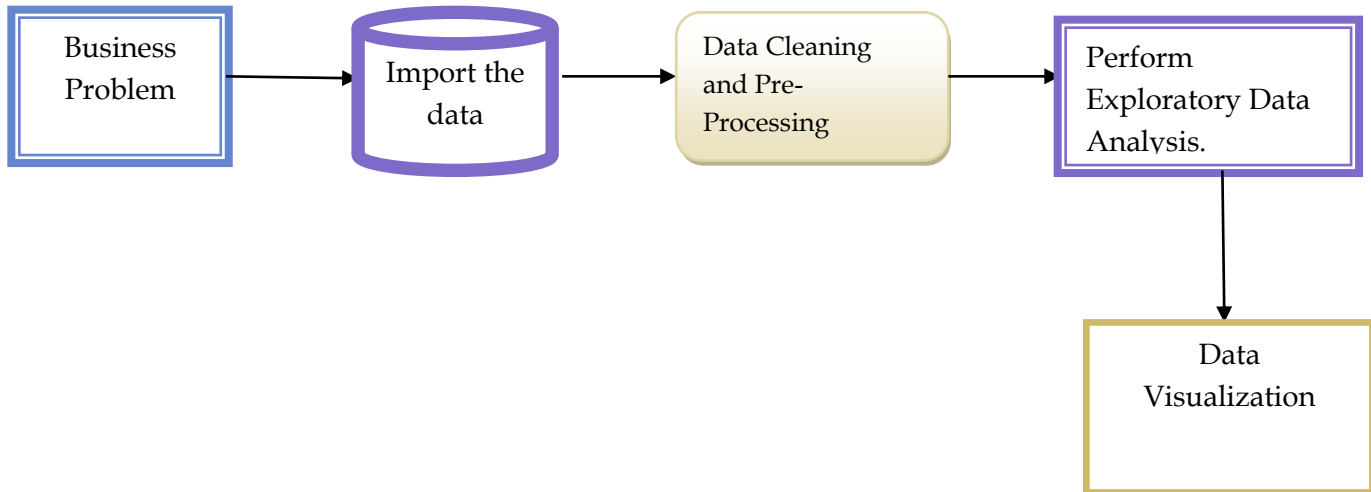 Business
Problem
Import the
data
Data Cleaning
and Pre-
Processing
Perform
Exploratory Data
Analysis.
Data
Visualization